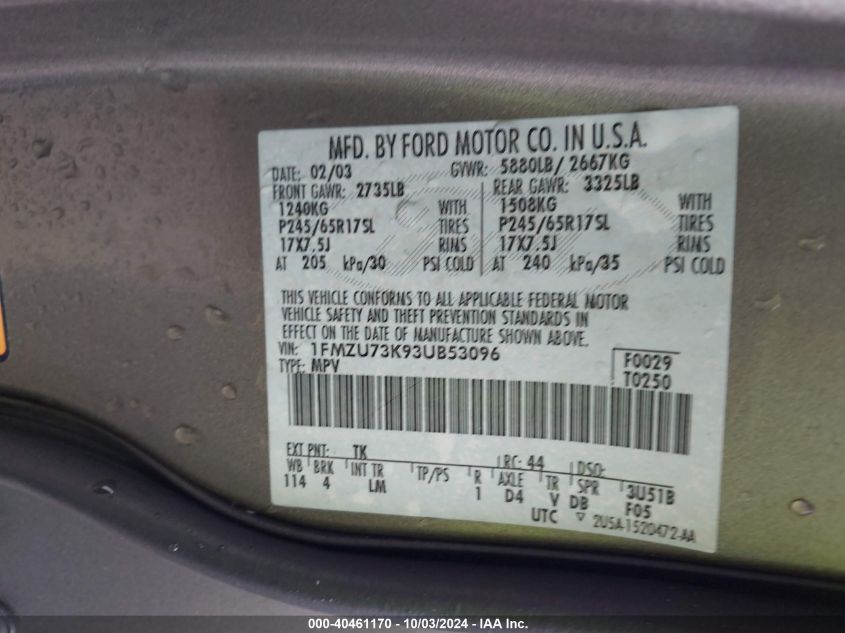 MFD. BY FORD MOTOR CO. IN U.S.A.
DATE: 02/03 GVWR: 5880LB/2667KG
FRONT GAWR: 2735LB REAR GAWR: 3325LB
1240KG WITH 1508KG WITH
P245/65R17SL TIRES P245/65R17SL TIRES
17X7.5J RIMS 17X7.5J RIMS
AT 205 kPa/30 PSI COLD AT 240 kPa/35 PSI COLD
THIS VEHICLE CONFORMS TO ALL APPLICABLE FEDERAL MOTOR
VEHICLE SAFETY AND THEFT PREVENTION STANDARDS IN
EFFECT ON THE DATE OF MANUFACTURE SHOWN ABOVE.
VIN: 1FMZU73K93UB53096 F0029
TYPE: MPV T0250
EXT PNT: TK RC: 44 DSO:
WB BRK INT TR TP/PS R AXLE TR SPR 3U51B
114 4 LM 1 D4 V DB F05
UTC ▽ 2U5A-1520472-AA
000-40461170 - 10/03/2024 - IAA Inc.